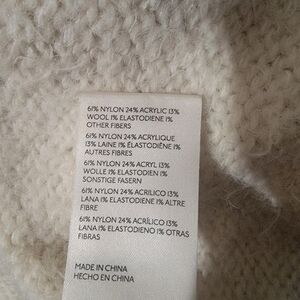 61% NYLON 24% ACRYLIC 13%
WOOL 1% ELASTODIENE 1%
OTHER FIBERS
61% NYLON 24% ACRYLIQUE
13% LAINE 1% ÉLASTODIÈNE 1%
AUTRES FIBRES
61% NYLON 24% ACRYL 13%
WOLLE 1% ELASTODIEN 1%
SONSTIGE FASERN
61% NYLON 24% ACRILICO 13%
LANA 1% ELASTODIENE 1% ALTRE
FIBRE
61% NYLON 24% ACRÍLICO 13%
LANA 1% ELASTODIENO 1% OTRAS
FIBRAS
MADE IN CHINA
HECHO EN CHINA